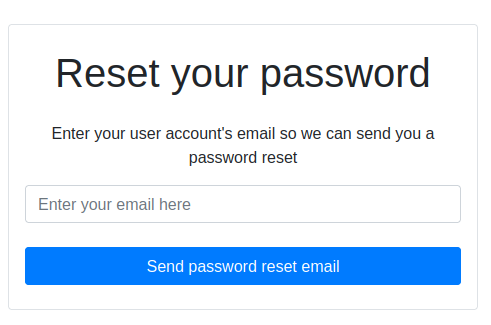 Reset your password
Enter your user account's email so we can send you a
password reset
Enter your email here
Send password reset email